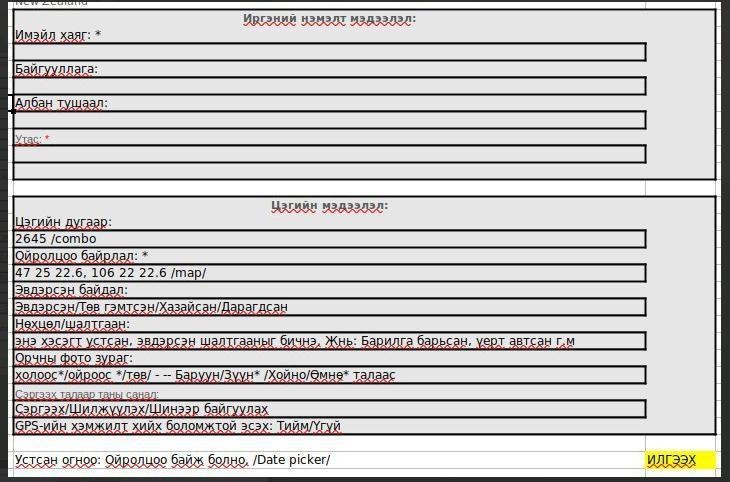 New Zealand
Иргэний нэмэлт мэдээлэл:
Имэйл хаяг: *
Байгууллага:
Албан тушаал:
Утас: *
Цэгийн мэдээлэл:
Цэгийн дугаар:
2645 /combo
Ойролцоо байрлал: *
47 25 22.6, 106 22 22.6 /map/
Эвдэрсэн байдал:
Эвдэрсэн/Төв гэмтсэн/Хазайсан/Дарагдсан
Нөхцөл/шалтгаан:
энэ хэсэгт устсан, эвдэрсэн шалтгааныг бичнэ. Жнь: Барилга барьсан, үерт автсан г.м
Орчны фото зураг:
холоос*/ойроос */төв/ - -- Баруун/Зүүн* /Хойно/Өмнө* талаас
Сэргээх талаар таны санал:
Сэргээх/Шилжүүлэх/Шинээр байгуулах
GPS-ийн хэмжилт хийх боломжтой эсэх: Тийм/Үгүй
Устсан огноо: Ойролцоо байж болно. /Date picker/
ИЛГЭЭХ